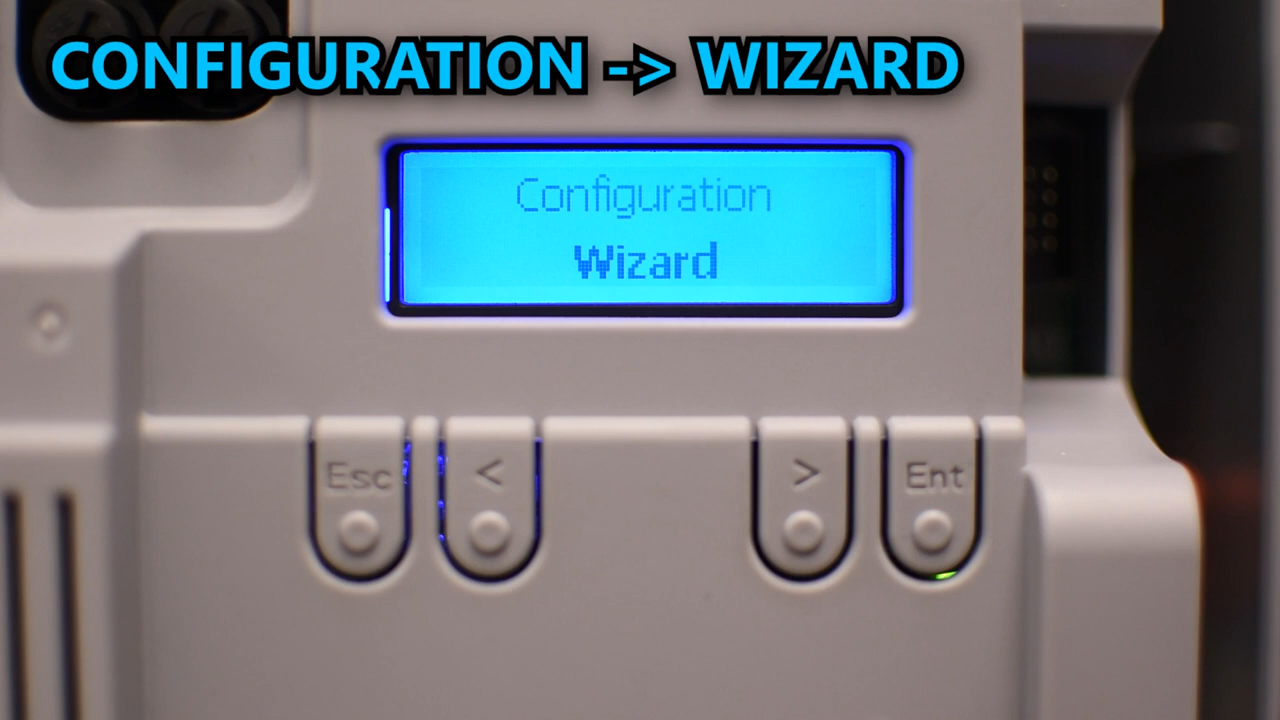 CONFIGURATION -> WIZARD
Configuration
Wizard
Esc
<
>
Ent